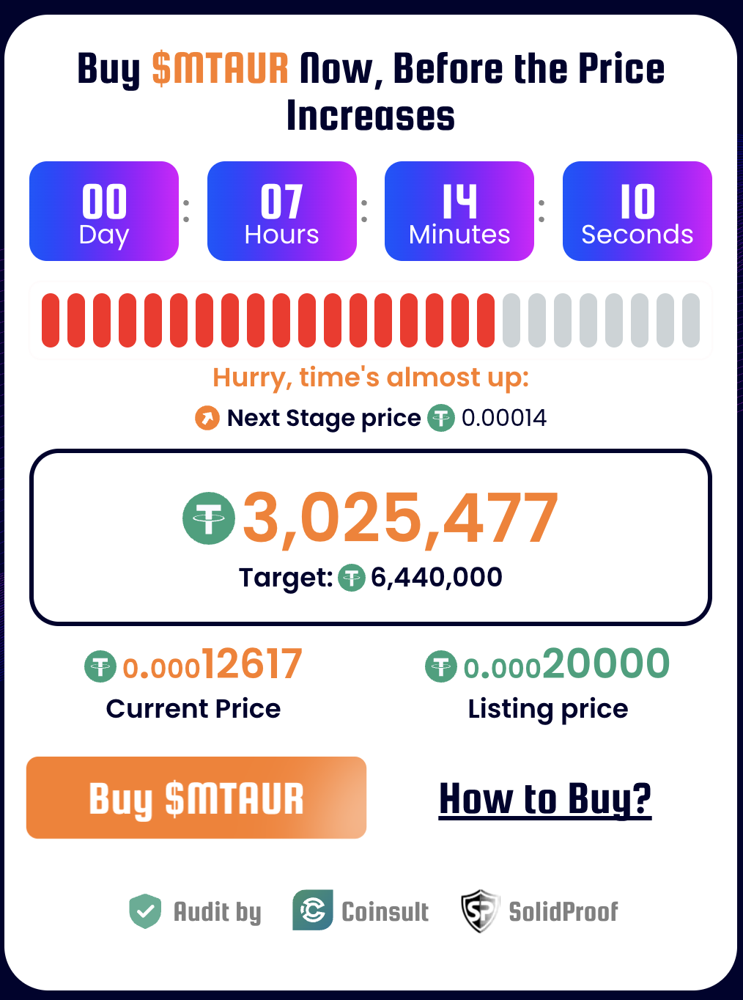 Buy $MTAUR Now, Before the Price
Increases
00 : 07 : 14 : 10
Day Hours Minutes Seconds
Hurry, time's almost up:
Next Stage price 0.00014
3,025,477
Target: 6,440,000
0.00012617 0.00020000
Current Price Listing price
Buy $MTAUR How to Buy?
Audit by Coinsult SP SolidProof